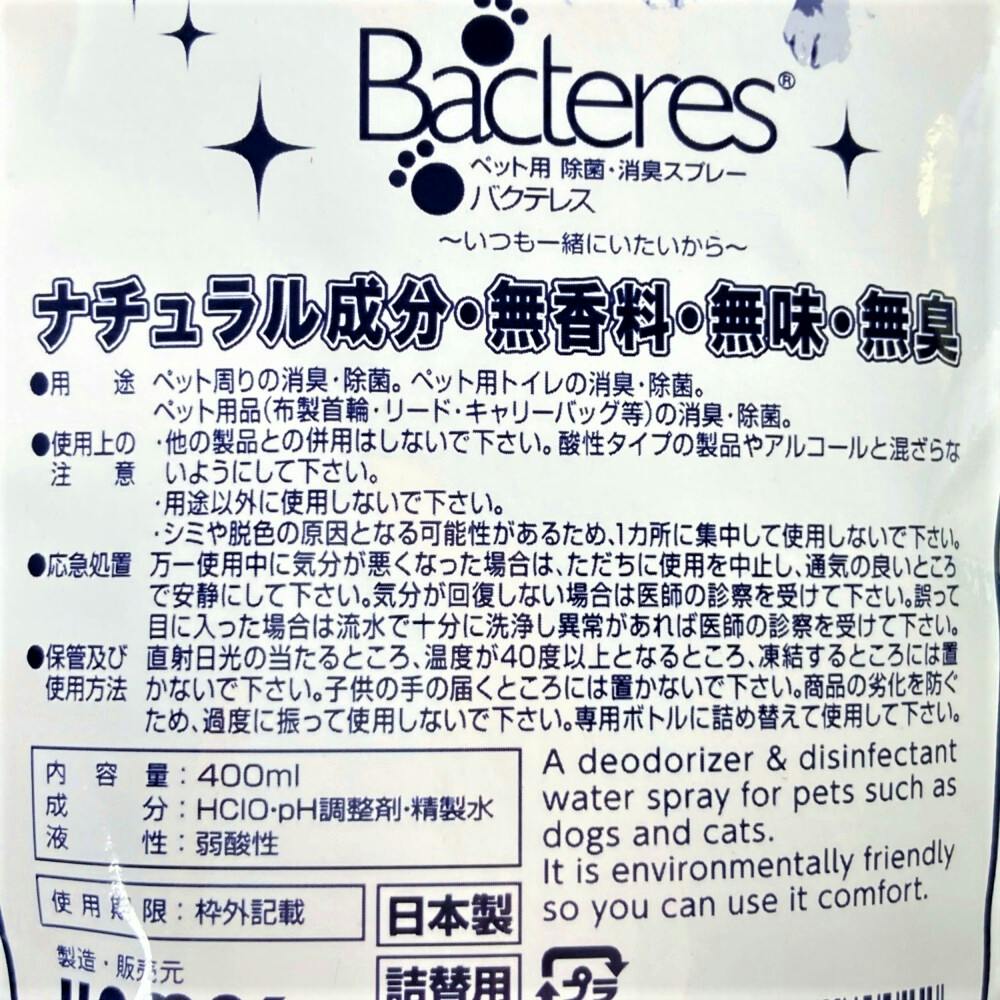 Bacteres®
ペット用 除菌・消臭スプレー
バクテレス
～いつも一緒にいたいから～
ナチュラル成分・無香料・無味・無臭
●用途 ペット周りの消臭・除菌。ペット用トイレの消臭・除菌。
ペット用品(布製首輪・リード・キャリーバッグ等)の消臭・除菌。
●使用上の ・他の製品との併用はしないで下さい。酸性タイプの製品やアルコールと混ざらな
注意 いようにして下さい。
・用途以外に使用しないで下さい。
・シミや脱色の原因となる可能性があるため、1カ所に集中して使用しないで下さい。
●応急処置 万一使用中に気分が悪くなった場合は、ただちに使用を中止し、通気の良いところ
で安静にして下さい。気分が回復しない場合は医師の診察を受けて下さい。誤って
目に入った場合は流水で十分に洗浄し異常があれば医師の診察を受けて下さい。
●保管及び 直射日光の当たるところ、温度が40度以上となるところ、凍結するところには置
使用方法 かないで下さい。子供の手の届くところには置かないで下さい。商品の劣化を防ぐ
ため、過度に振って使用しないで下さい。専用ボトルに詰め替えて使用して下さい。
内容量：400ml
成分：HClO・pH調整剤・精製水
液性：弱酸性
A deodorizer & disinfectant
water spray for pets such as
dogs and cats.
It is environmentally friendly
so you can use it comfort.
使用期限：枠外記載
日本製
製造・販売元
詰替用
プラ